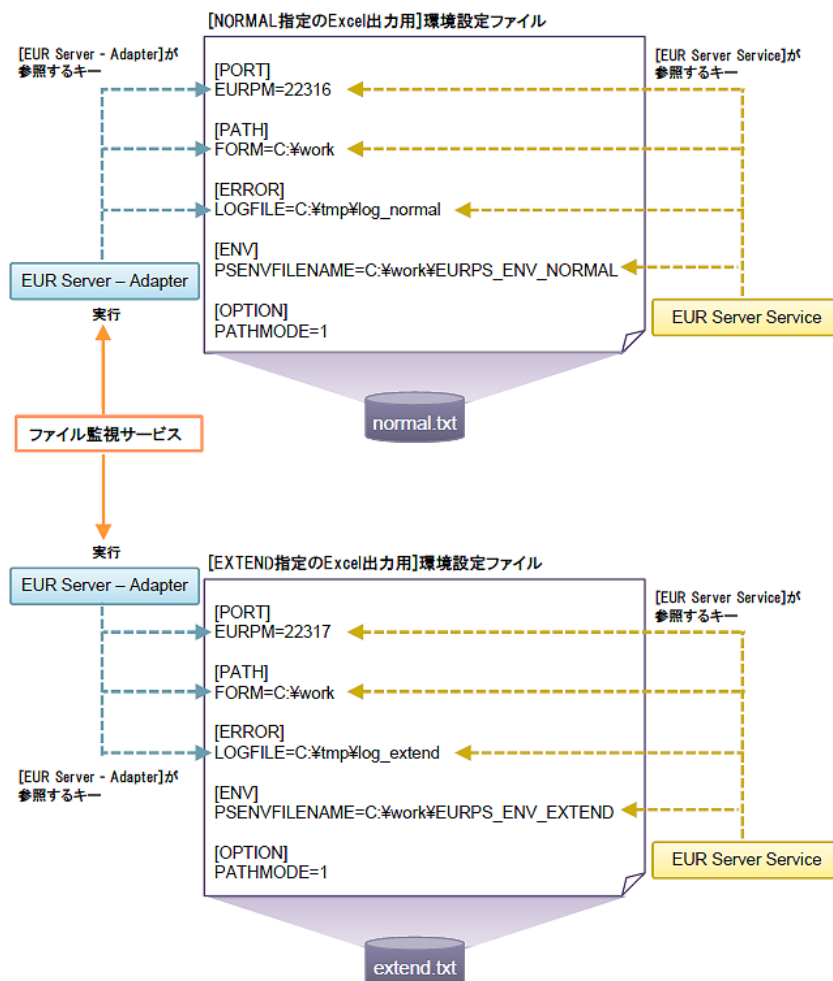 [NORMAL指定のExcel出力用]環境設定ファイル
[EUR Server - Adapter]が
参照するキー
[EUR Server Service]が
参照するキー
[PORT]
EURPM=22316
[PATH]
FORM=C:¥work
[ERROR]
LOGFILE=C:¥tmp¥log_normal
[ENV]
PSENVFILENAME=C:¥work¥EURPS_ENV_NORMAL
[OPTION]
PATHMODE=1
EUR Server – Adapter
実行
EUR Server Service
normal.txt
ファイル監視サービス
実行
EUR Server – Adapter
[EXTEND指定のExcel出力用]環境設定ファイル
[EUR Server Service]が
参照するキー
[PORT]
EURPM=22317
[PATH]
FORM=C:¥work
[ERROR]
LOGFILE=C:¥tmp¥log_extend
[EUR Server - Adapter]が
参照するキー
[ENV]
PSENVFILENAME=C:¥work¥EURPS_ENV_EXTEND
[OPTION]
PATHMODE=1
EUR Server Service
extend.txt